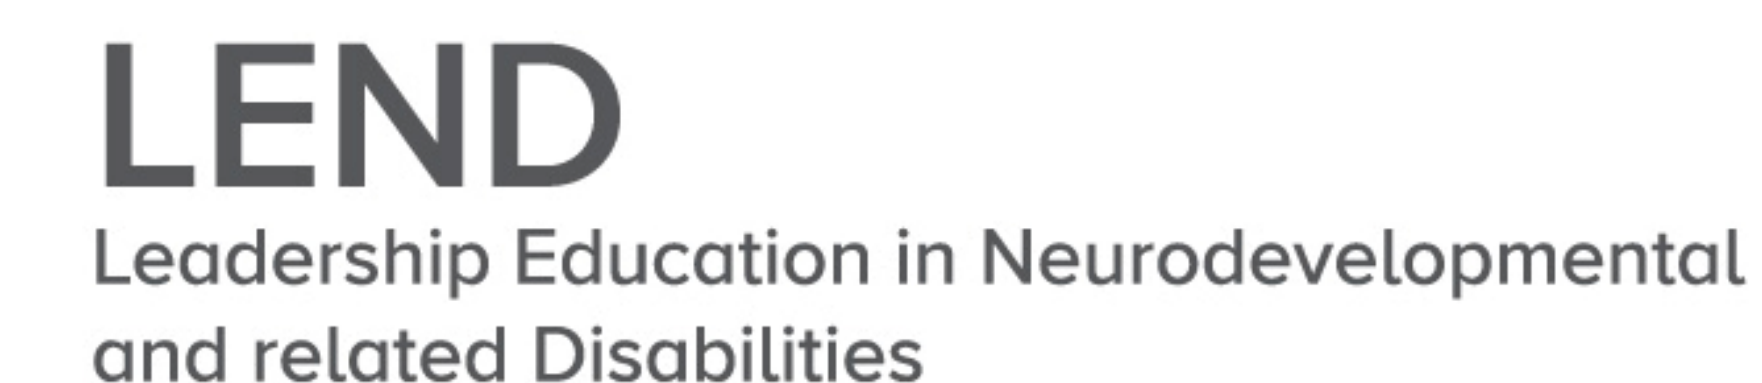 LEND
Leadership Education in Neurodevelopmental
and related Disabilities